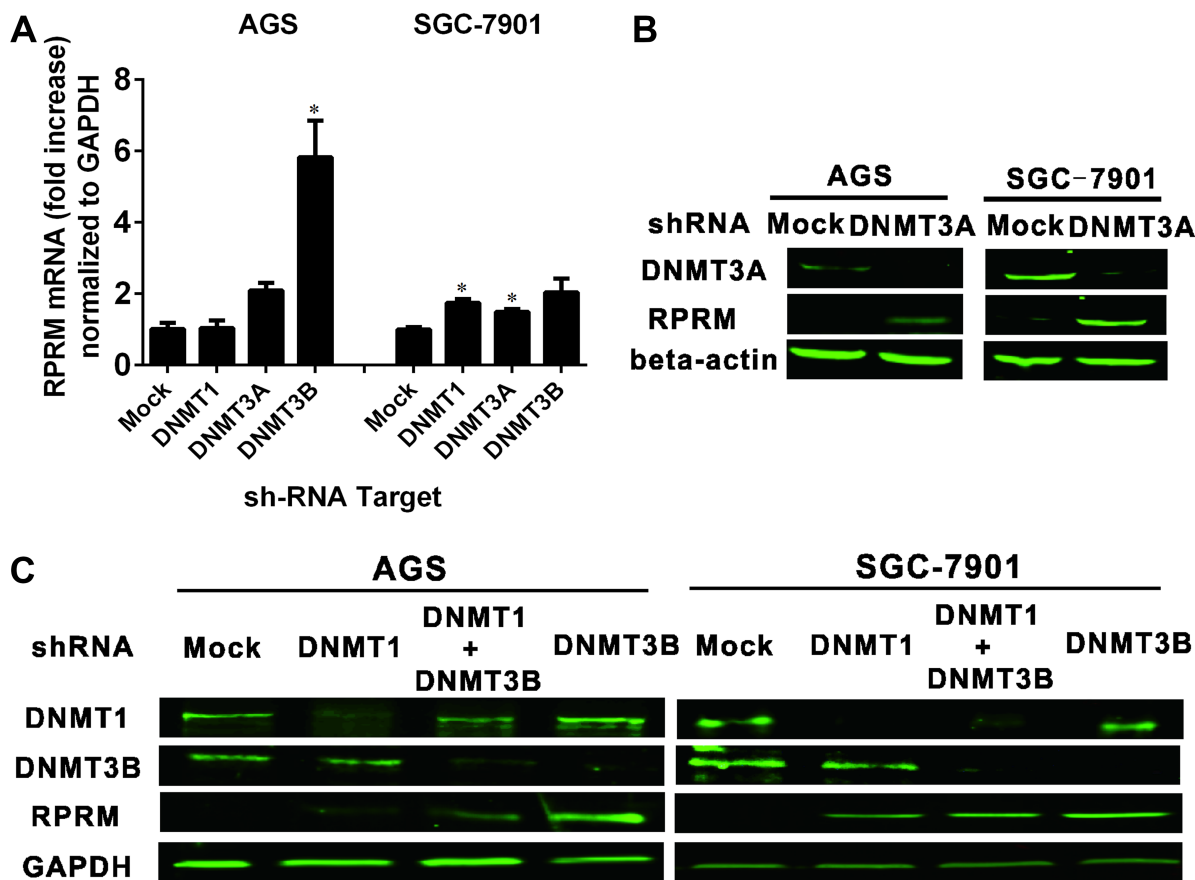 A
AGS
SGC-7901
RPRM mRNA (fold increase)
normalized to GAPDH
8
6
4
2
0
*
*
*
Mock
DNMT1
DNMT3A
DNMT3B
Mock
DNMT1
DNMT3A
DNMT3B
sh-RNA Target
B
AGS
SGC-7901
shRNA
Mock DNMT3A
Mock DNMT3A
DNMT3A
RPRM
beta-actin
C
AGS
SGC-7901
shRNA
Mock
DNMT1
DNMT1
+
DNMT3B
DNMT3B
Mock
DNMT1
DNMT1
+
DNMT3B
DNMT3B
DNMT1
DNMT3B
RPRM
GAPDH